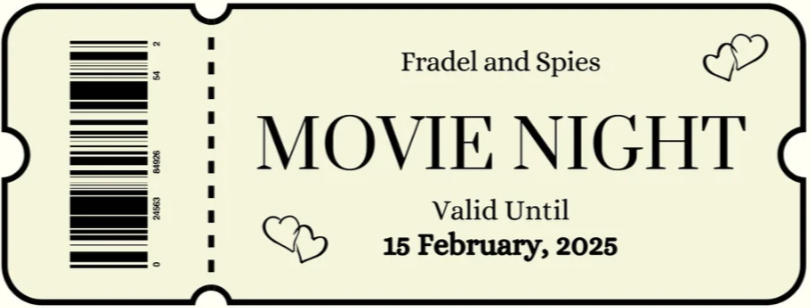 Fradel and Spies
MOVIE NIGHT
Valid Until
15 February, 2025
0 24563 84926 54 2